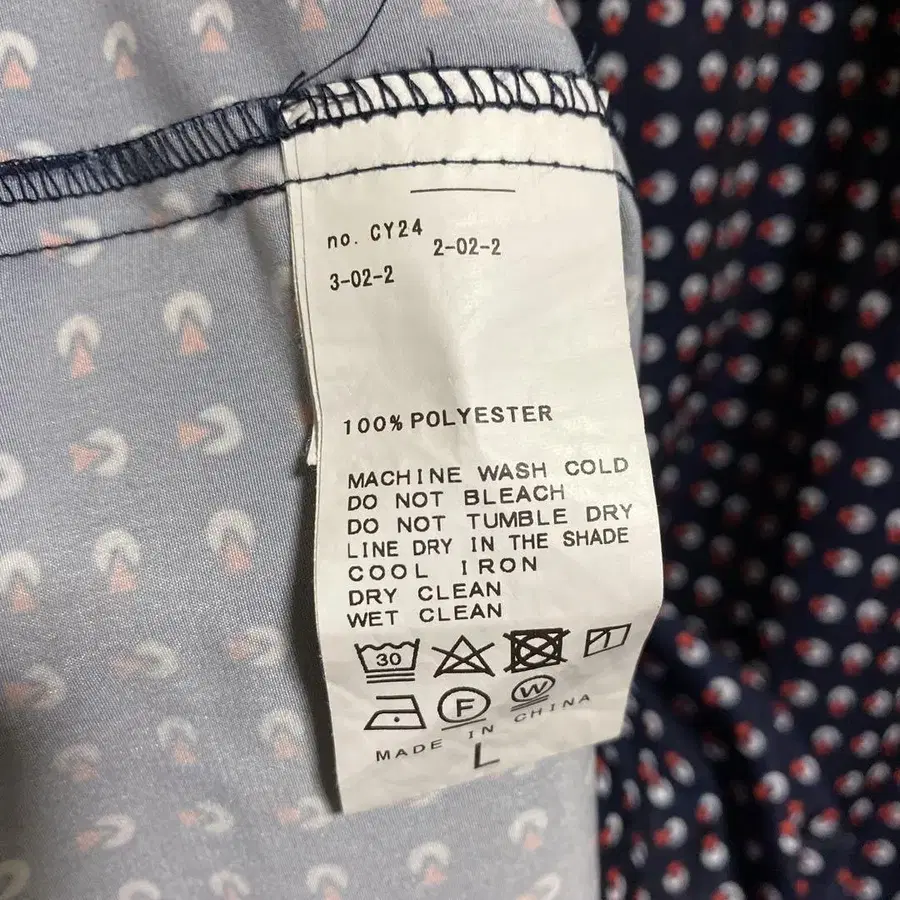 no. CY24
2-02-2
3-02-2
100% POLYESTER
MACHINE WASH COLD
DO NOT BLEACH
DO NOT TUMBLE DRY
LINE DRY IN THE SHADE
COOL IRON
DRY CLEAN
WET CLEAN
30
F
W
MADE IN CHINA
L